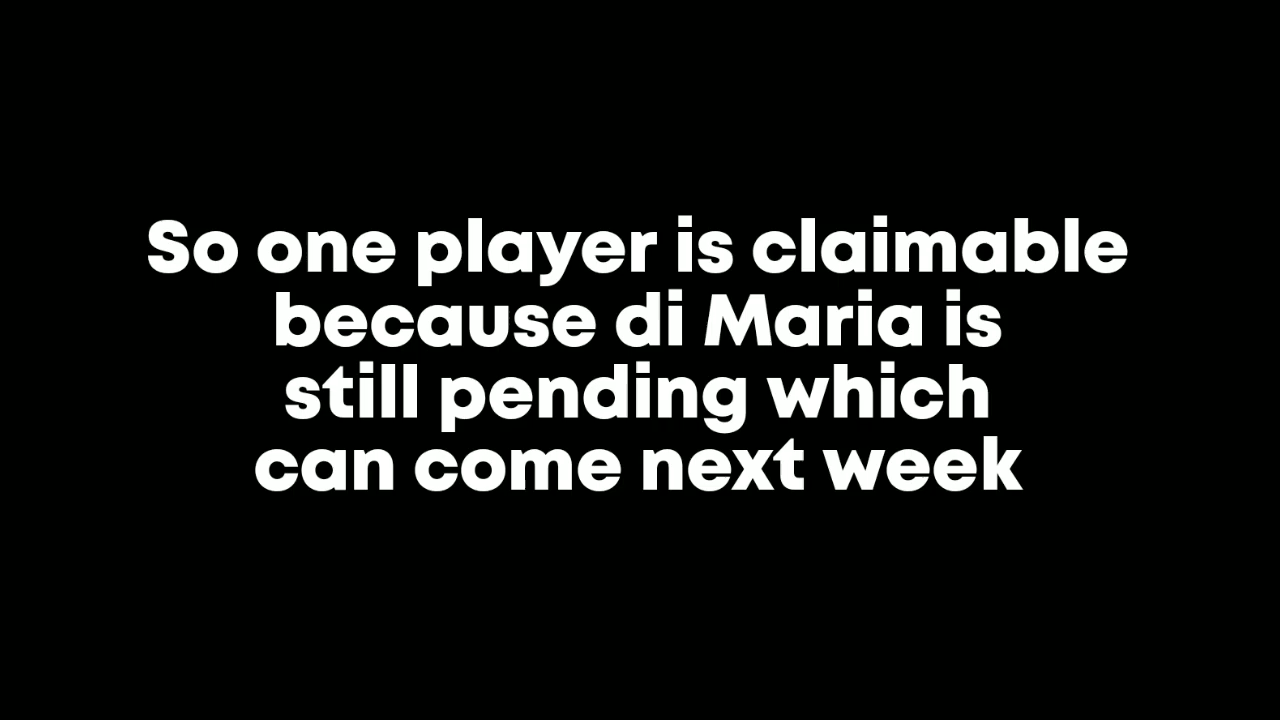 So one player is claimable
because di Maria is
still pending which
can come next week